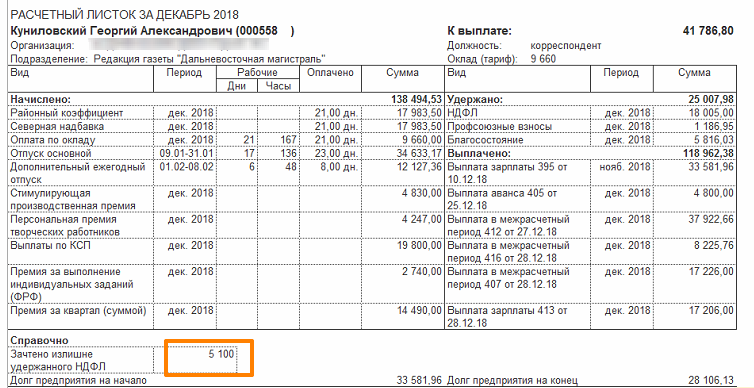 РАСЧЕТНЫЙ ЛИСТОК ЗА ДЕКАБРЬ 2018
Куниловский Георгий Александрович (000558 ) К выплате: 41 786,80
Организация: Должность: корреспондент
Подразделение: Редакция газеты "Дальневосточная магистраль" Оклад (тариф): 9 660
Вид Период Рабочие Оплачено Сумма Вид Период Сумма
Дни Часы
Начислено: 138 494,53 Удержано: 25 007,98
Районный коэффициент дек. 2018 21,00 дн. 17 983,50 НДФЛ дек. 2018 18 005,00
Северная надбавка дек. 2018 21,00 дн. 17 983,50 Профсоюзные взносы дек. 2018 1 186,95
Оплата по окладу дек. 2018 21 167 21,00 дн. 9 660,00 Благосостояние дек. 2018 5 816,03
Отпуск основной 09.01-31.01 17 136 23,00 дн. 34 633,17 Выплачено: 118 962,38
Дополнительный ежегодный 01.02-08.02 6 48 8,00 дн. 12 127,36 Выплата зарплаты 395 от нояб. 2018 33 581,96
отпуск 10.12.18
Стимулирующая дек. 2018 4 830,00 Выплата аванса 405 от дек. 2018 4 800,00
производственная премия 25.12.18
Персональная премия дек. 2018 4 247,00 Выплата в межрасчетный дек. 2018 37 922,66
творческих работников период 412 от 27.12.18
Выплаты по КСП дек. 2018 19 800,00 Выплата в межрасчетный дек. 2018 8 225,76
период 416 от 28.12.18
Премия за выполнение дек. 2018 2 740,00 Выплата в межрасчетный дек. 2018 17 226,00
индивидуальных заданий период 407 от 28.12.18
(ФРФ)
Премия за квартал (суммой) дек. 2018 14 490,00 Выплата зарплаты 413 от дек. 2018 17 206,00
28.12.18
Справочно
Зачтено излишне 5 100
удержанного НДФЛ
Долг предприятия на начало 33 581,96 Долг предприятия на конец 28 106,13